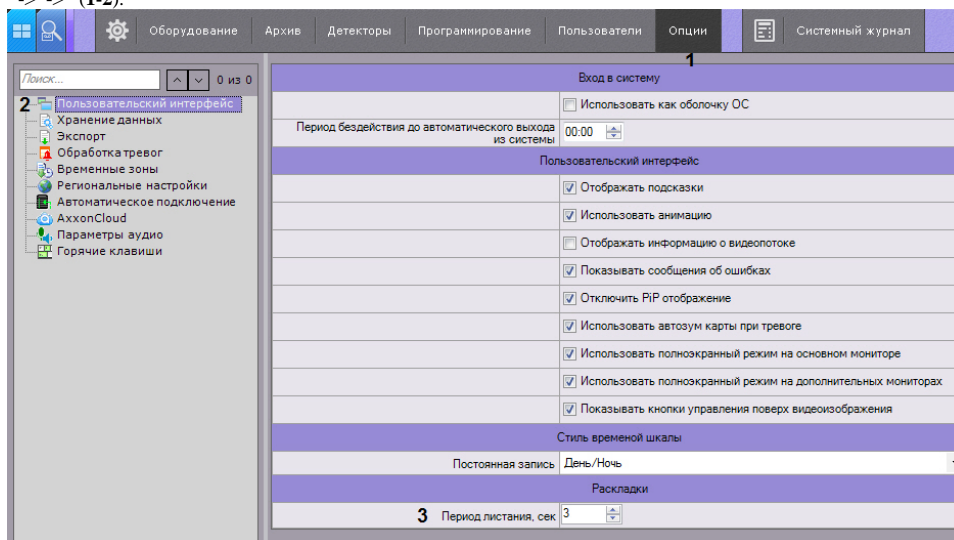 -> -> (1-2).
Оборудование Архив Детекторы Программирование Пользователи Опции Системный журнал
1
Поиск... 0 из 0
2 Пользовательский интерфейс
Хранение данных
Экспорт
Обработка тревог
Временные зоны
Региональные настройки
Автоматическое подключение
AxxonCloud
Параметры аудио
Горячие клавиши
Вход в систему
Использовать как оболочку ОС
Период бездействия до автоматического выхода
из системы 00:00
Пользовательский интерфейс
Отображать подсказки
Использовать анимацию
Отображать информацию о видеопотоке
Показывать сообщения об ошибках
Отключить PiP отображение
Использовать автозум карты при тревоге
Использовать полноэкранный режим на основном мониторе
Использовать полноэкранный режим на дополнительных мониторах
Показывать кнопки управления поверх видеоизображения
Стиль временой шкалы
Постоянная запись День/Ночь
Раскладки
3 Период листания, сек 3